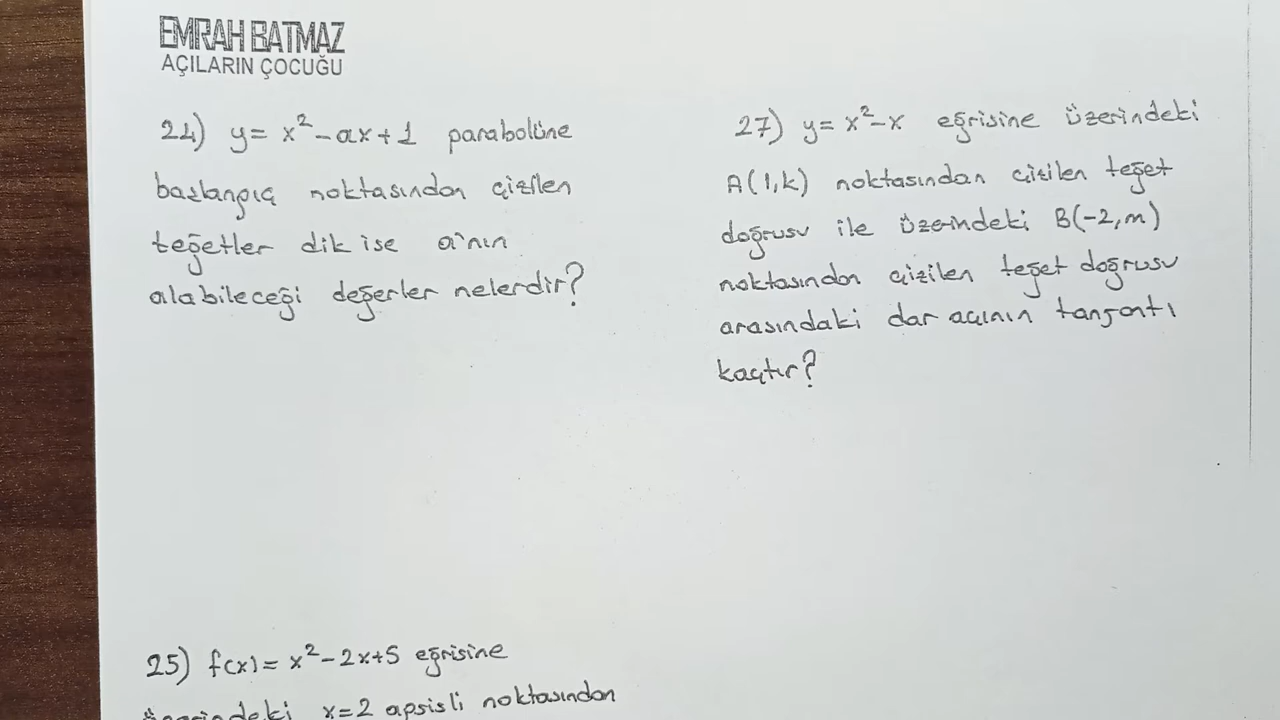 EMRAH BATMAZ
AÇILARIN ÇOCUĞU
24) y = x² - ax + 1 parabolüne
başlangıç noktasından çizilen
teğetler dik ise a'nın
alabileceği değerler nelerdir?
25) f(x) = x² - 2x + 5 eğrisine
üzerindeki x=2 apsisli noktasından
27) y = x² - x eğrisine üzerindeki
A(1,k) noktasından çizilen teğet
doğrusu ile üzerindeki B(-2,m)
noktasından çizilen teğet doğrusu
arasındaki dar açının tanjantı
kaçtır?